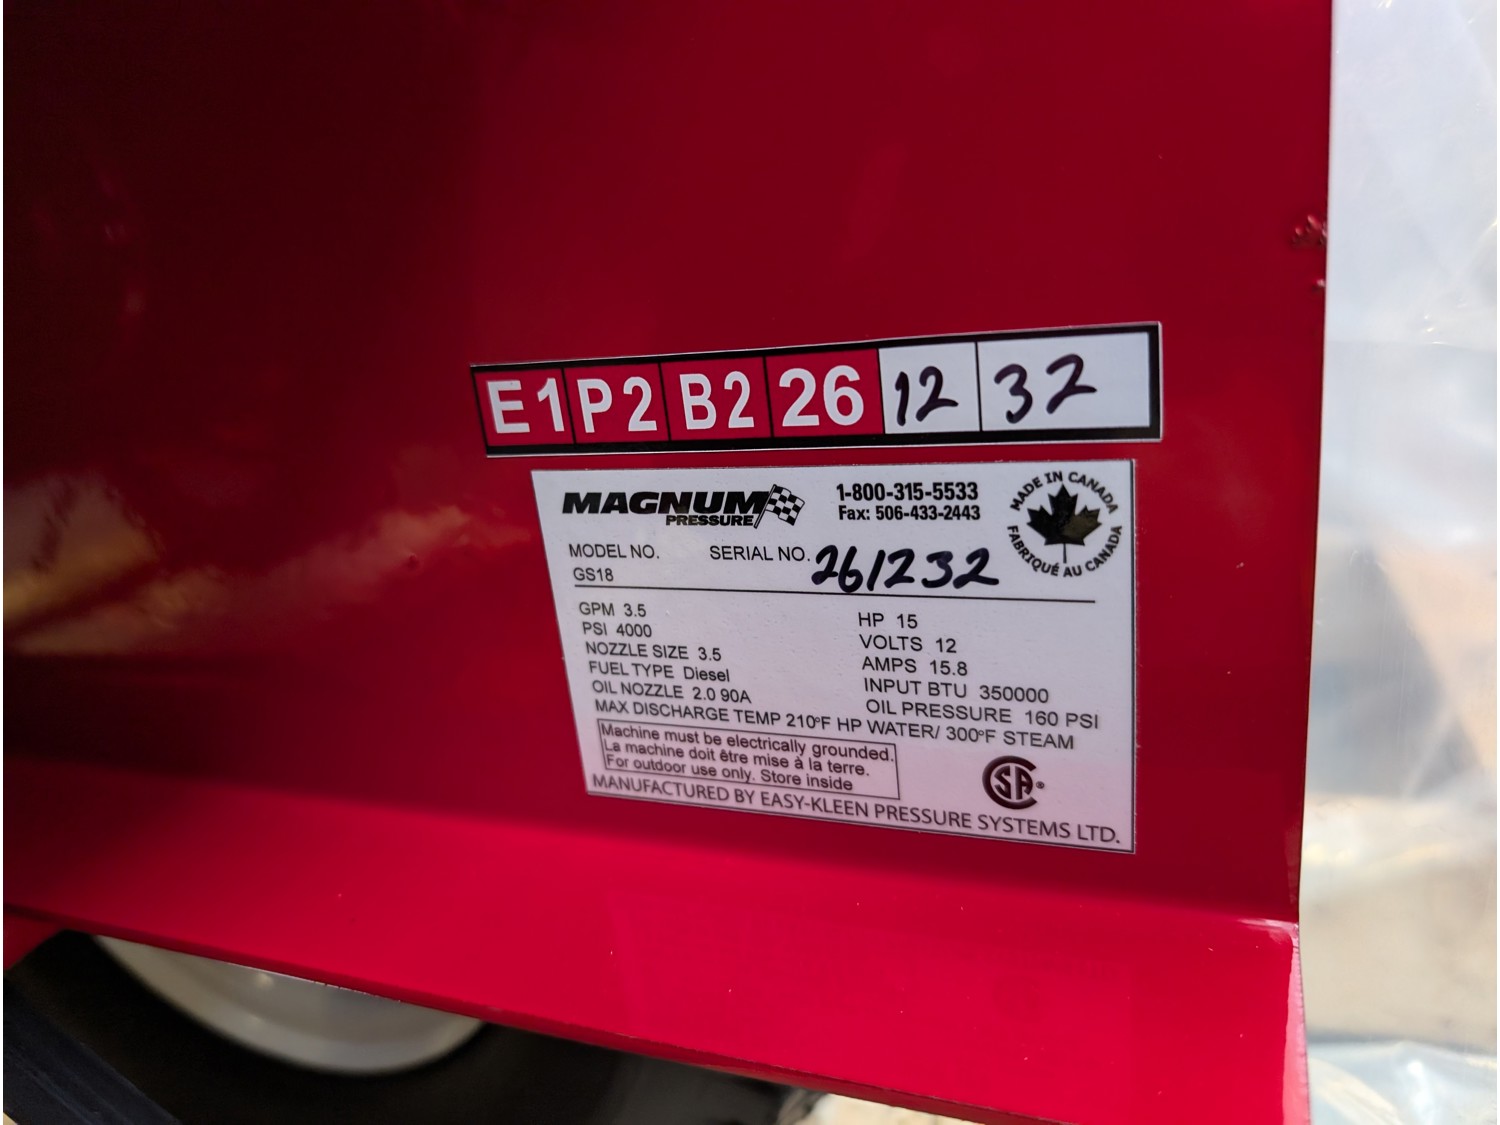 E1 P2 B2 26 12 32
MAGNUM
PRESSURE
1-800-315-5533
Fax: 506-433-2443
MADE IN CANADA
FABRIQUÉ AU CANADA
MODEL NO. SERIAL NO. 261232
GS18
GPM 3.5
PSI 4000
NOZZLE SIZE 3.5
FUEL TYPE Diesel
OIL NOZZLE 2.0 90A
HP 15
VOLTS 12
AMPS 15.8
INPUT BTU 350000
OIL PRESSURE 160 PSI
MAX DISCHARGE TEMP 210°F HP WATER/ 300°F STEAM
Machine must be electrically grounded.
La machine doit être mise à la terre.
For outdoor use only. Store inside
SA®
MANUFACTURED BY EASY-KLEEN PRESSURE SYSTEMS LTD.